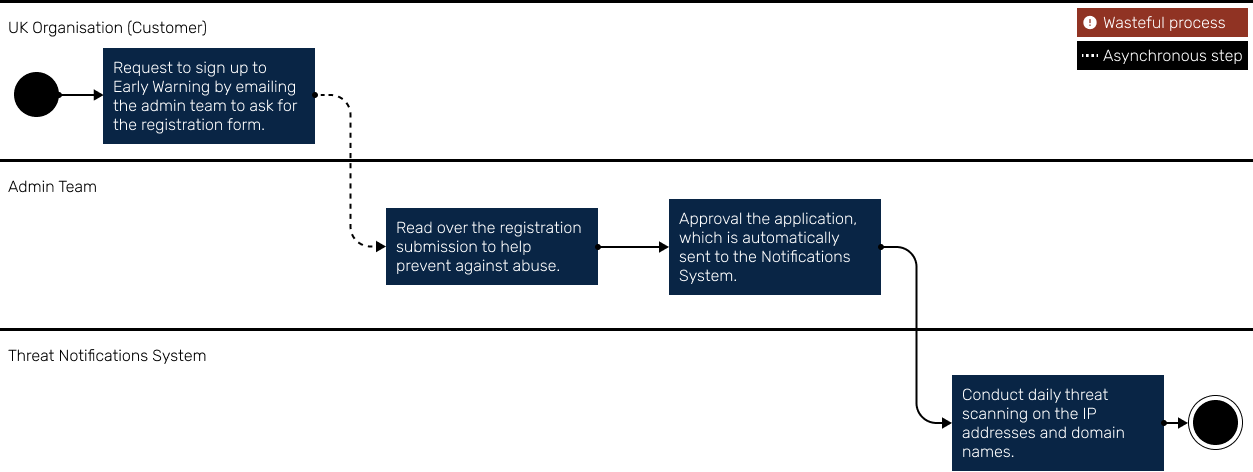 UK Organisation (Customer)
Wasteful process
Asynchronous step
Request to sign up to
Early Warning by emailing
the admin team to ask for
the registration form.
Admin Team
Read over the registration
submission to help
prevent against abuse.
Approval the application,
which is automatically
sent to the Notifications
System.
Threat Notifications System
Conduct daily threat
scanning on the IP
addresses and domain
names.